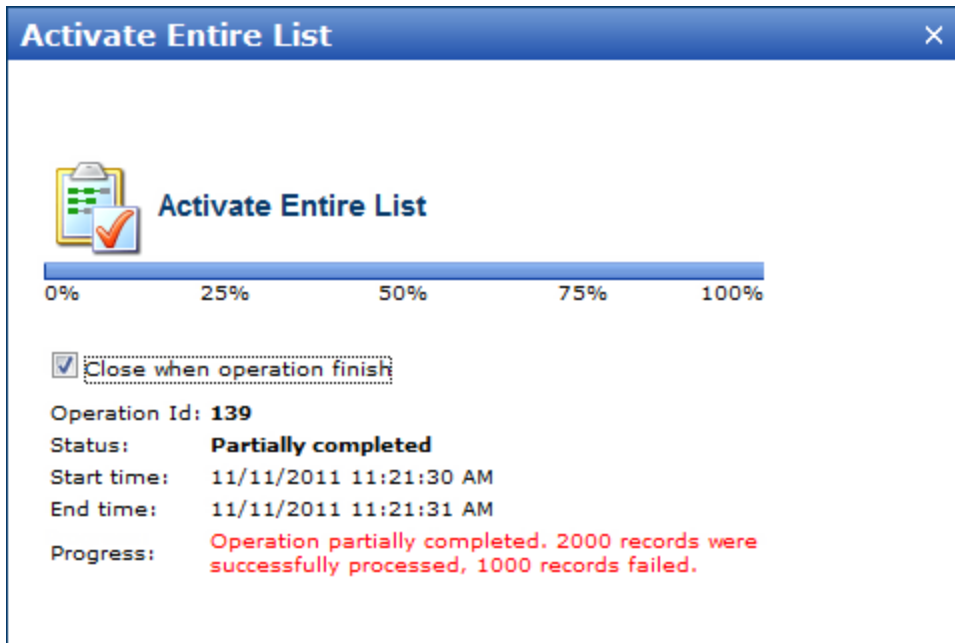 Activate Entire List
Activate Entire List
0% 25% 50% 75% 100%
Close when operation finish
Operation Id: 139
Status: Partially completed
Start time: 11/11/2011 11:21:30 AM
End time: 11/11/2011 11:21:31 AM
Progress: Operation partially completed. 2000 records were
successfully processed, 1000 records failed.